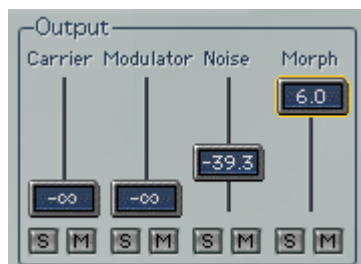 Output
Carrier Modulator Noise Morph
6.0
-39.3
-∞ -∞
S M S M S M S M